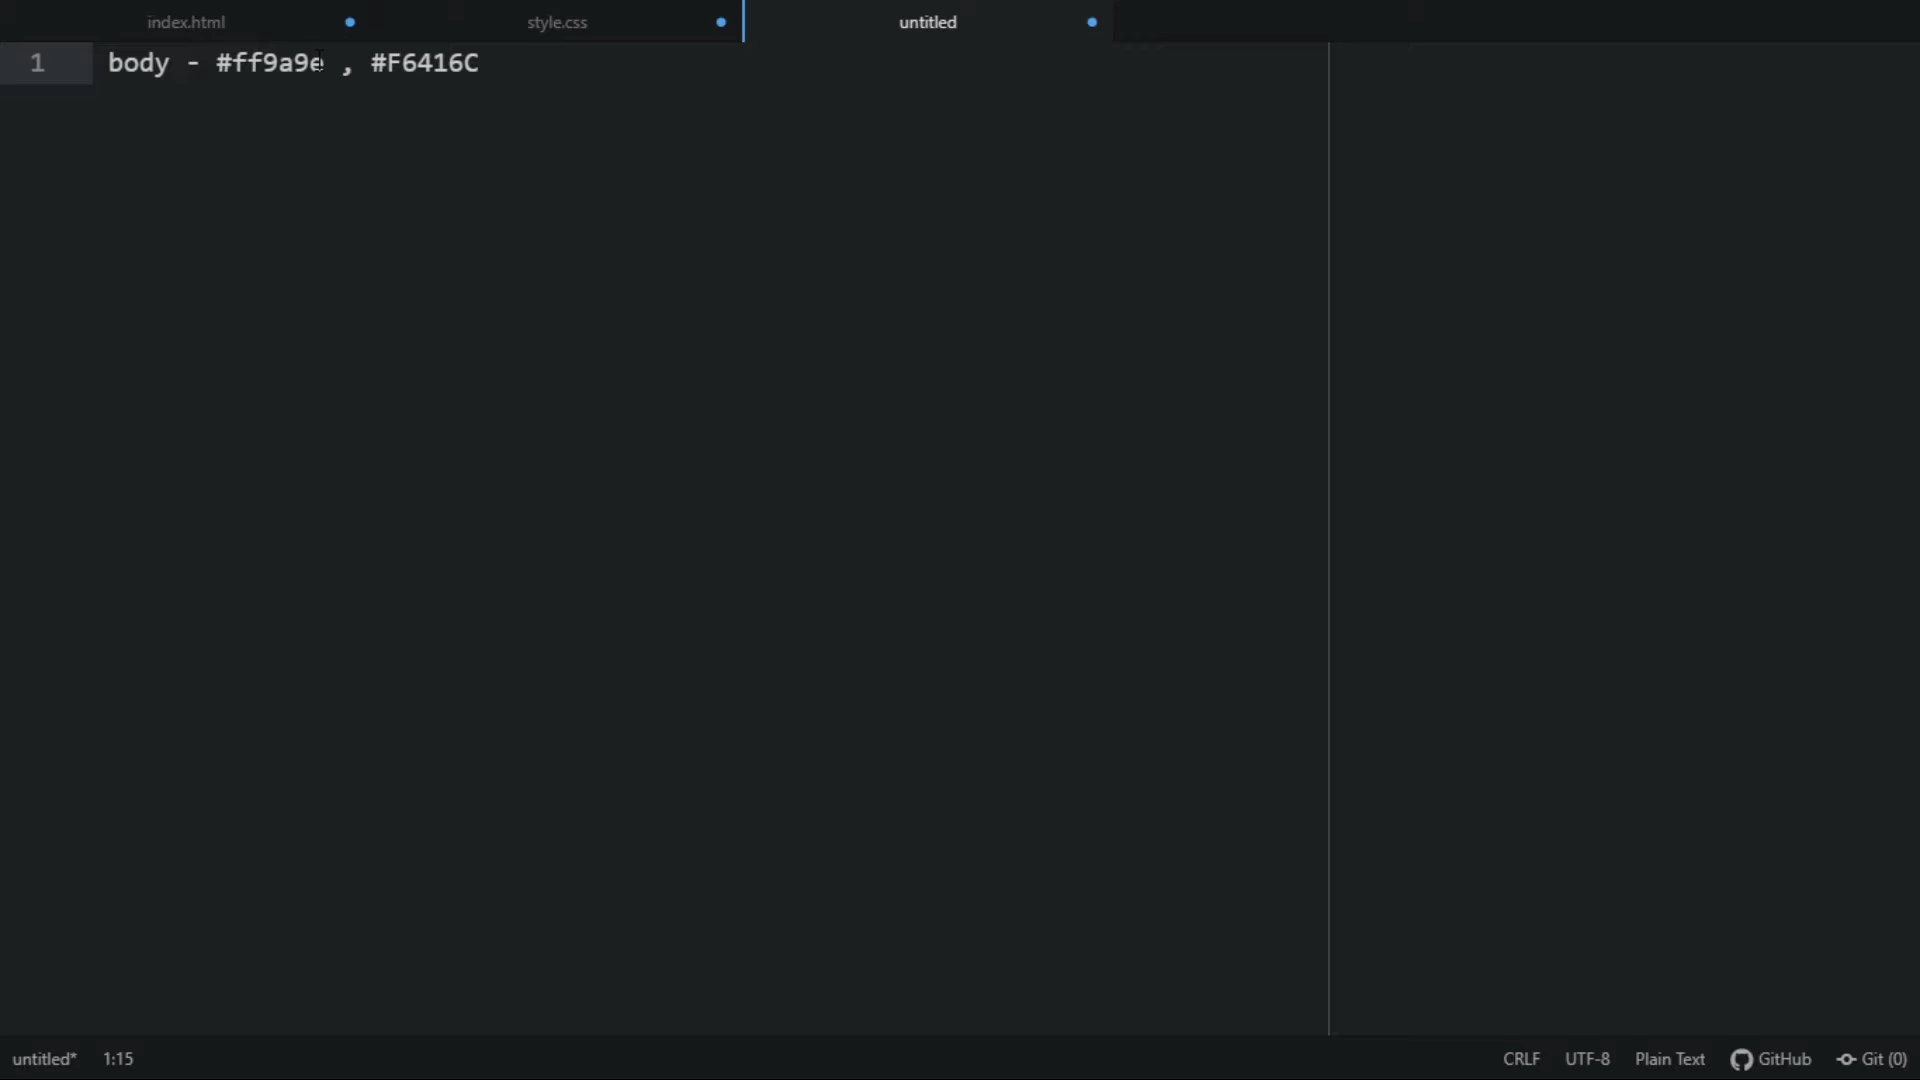 index.html style.css untitled
1 body - #ff9a9e , #F6416C
untitled* 1:15 CRLF UTF-8 Plain Text GitHub Git (0)